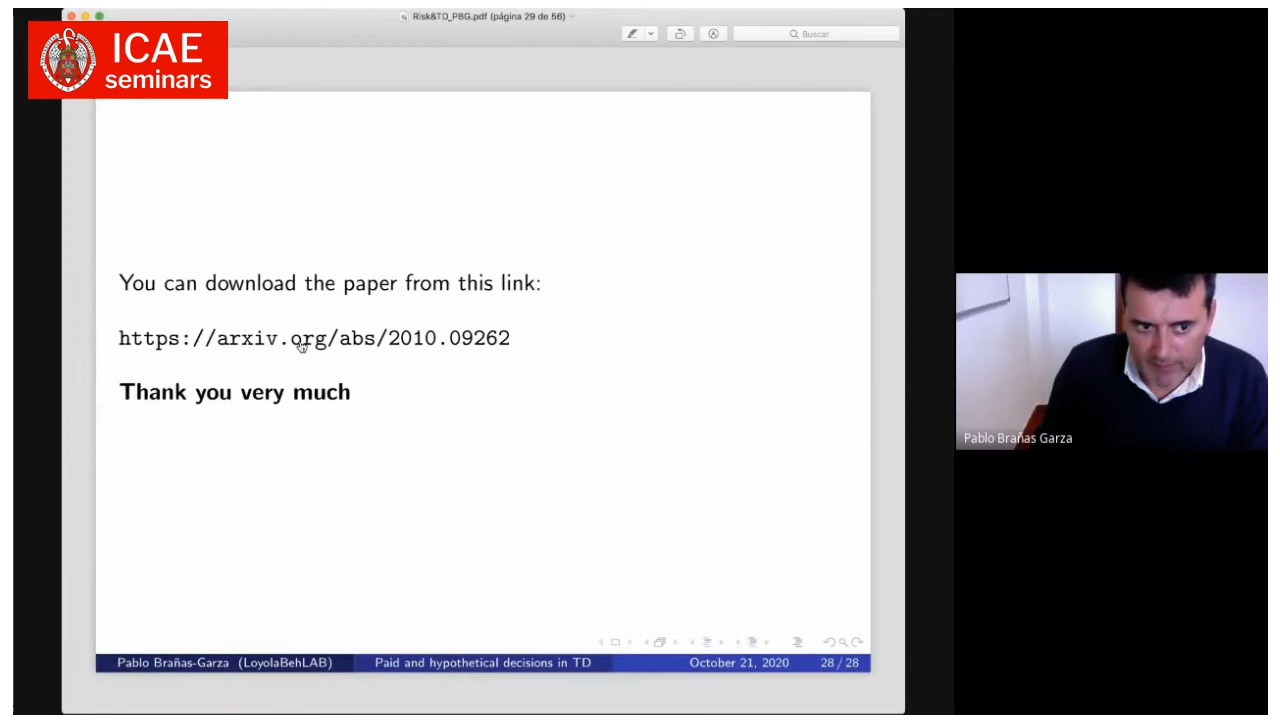 Risk&TD_PBG.pdf (página 29 de 56)
Buscar
ICAE
seminars
You can download the paper from this link:
https://arxiv.org/abs/2010.09262
Thank you very much
Pablo Brañas Garza
Pablo Brañas-Garza (LoyolaBehLAB) Paid and hypothetical decisions in TD October 21, 2020 28 / 28